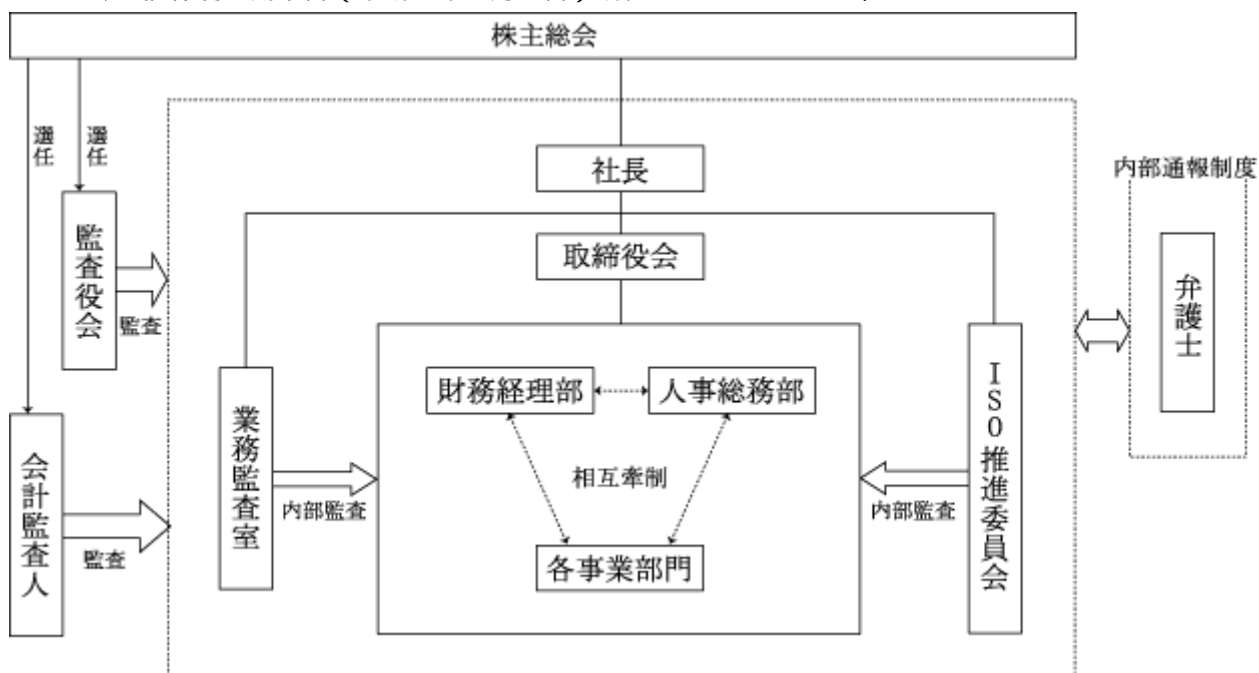 株主総会
選任
選任
社長
内部通報制度
監査役会
監査
取締役会
弁護士
財務経理部
人事総務部
ISO推進委員会
業務監査室
相互牽制
会計監査人
内部監査
内部監査
監査
各事業部門